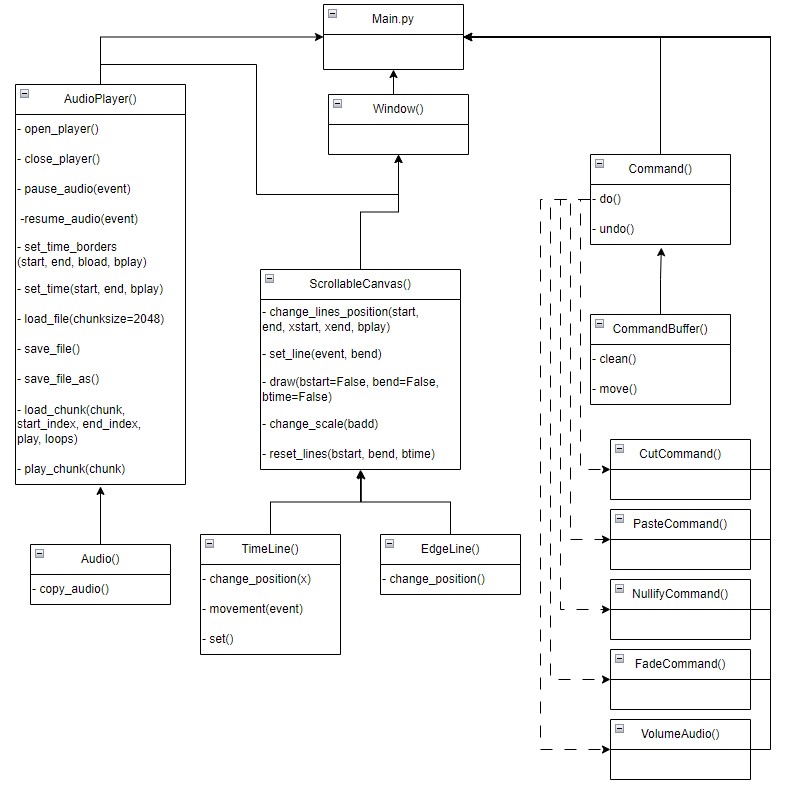 Main.py
AudioPlayer()
- open_player()
- close_player()
- pause_audio(event)
-resume_audio(event)
- set_time_borders
(start, end, bload, bplay)
- set_time(start, end, bplay)
- load_file(chunksize=2048)
- save_file()
- save_file_as()
- load_chunk(chunk,
start_index, end_index,
play, loops)
- play_chunk(chunk)
Audio()
- copy_audio()
Window()
ScrollableCanvas()
- change_lines_position(start,
end, xstart, xend, bplay)
- set_line(event, bend)
- draw(bstart=False, bend=False,
btime=False)
- change_scale(badd)
- reset_lines(bstart, bend, btime)
TimeLine()
- change_position(x)
- movement(event)
- set()
EdgeLine()
- change_position()
Command()
- do()
- undo()
CommandBuffer()
- clean()
- move()
CutCommand()
PasteCommand()
NullifyCommand()
FadeCommand()
VolumeAudio()